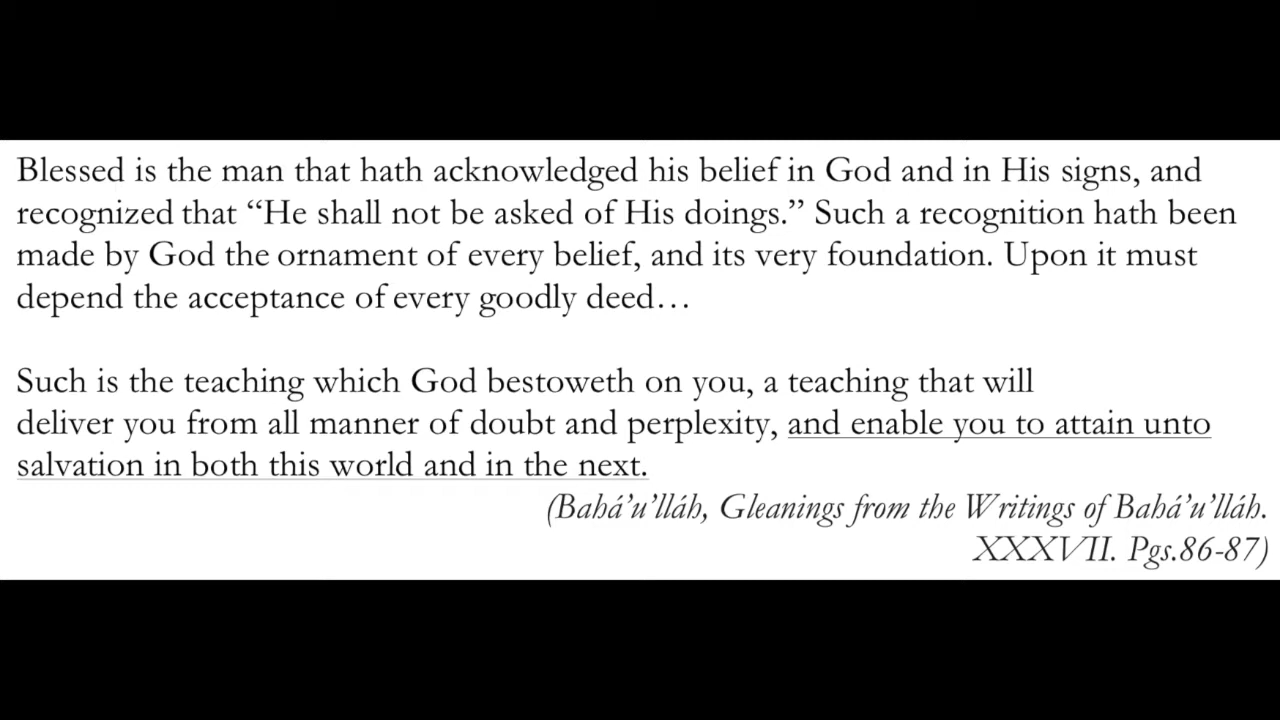 Blessed is the man that hath acknowledged his belief in God and in His signs, and
recognized that “He shall not be asked of His doings.” Such a recognition hath been
made by God the ornament of every belief, and its very foundation. Upon it must
depend the acceptance of every goodly deed…
Such is the teaching which God bestoweth on you, a teaching that will
deliver you from all manner of doubt and perplexity, and enable you to attain unto
salvation in both this world and in the next.
(Bahá’u’lláh, Gleanings from the Writings of Bahá’u’lláh.
XXXVII. Pgs.86-87)